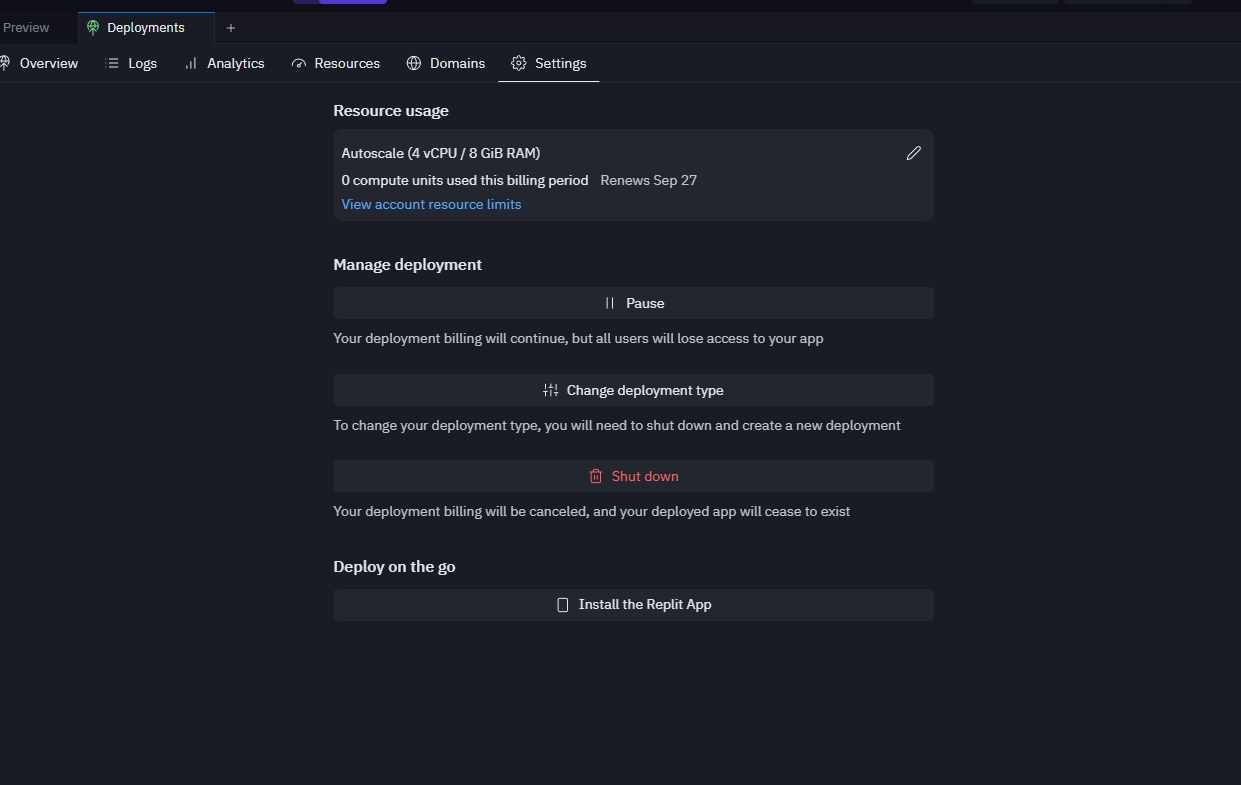 Preview Deployments +
Overview Logs Analytics Resources Domains Settings
Resource usage
Autoscale (4 vCPU / 8 GiB RAM)
0 compute units used this billing period Renews Sep 27
View account resource limits
Manage deployment
Pause
Your deployment billing will continue, but all users will lose access to your app
Change deployment type
To change your deployment type, you will need to shut down and create a new deployment
Shut down
Your deployment billing will be canceled, and your deployed app will cease to exist
Deploy on the go
Install the Replit App